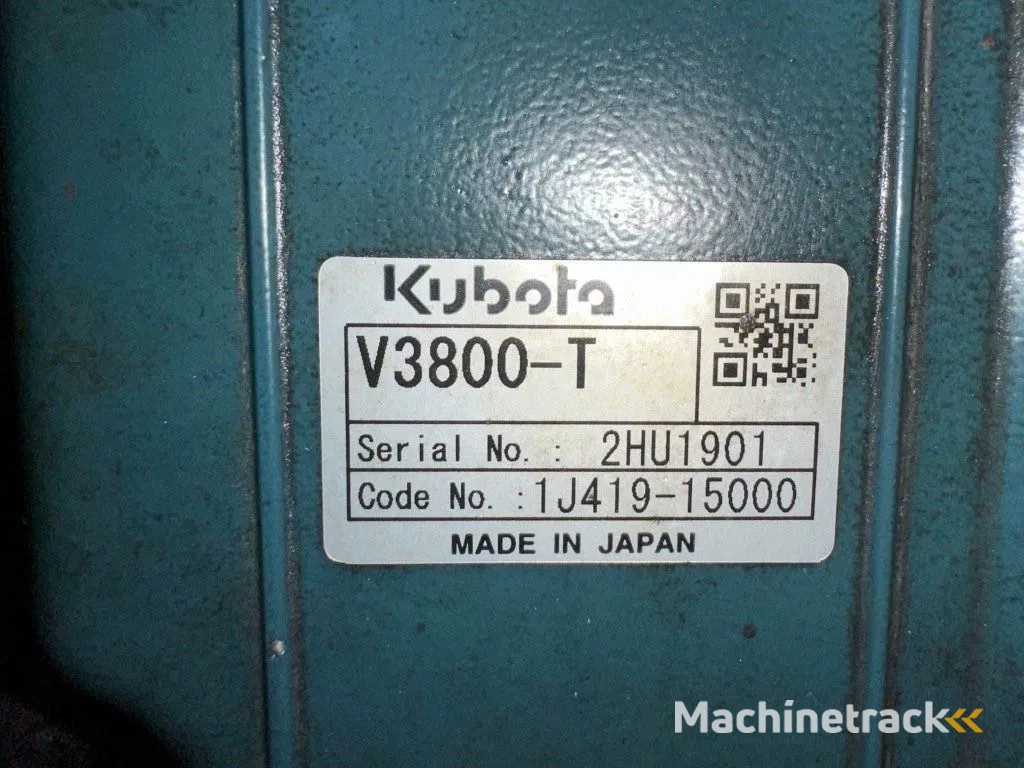 Kubota
V3800-T
Serial No. : 2HU1901
Code No. :1J419-15000
MADE IN JAPAN
Machinetrack